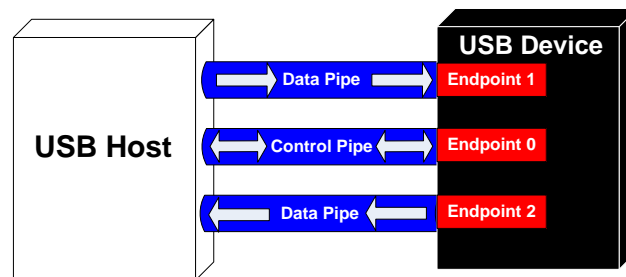 USB Device
Data Pipe
Endpoint 1
USB Host
Control Pipe
Endpoint 0
Data Pipe
Endpoint 2